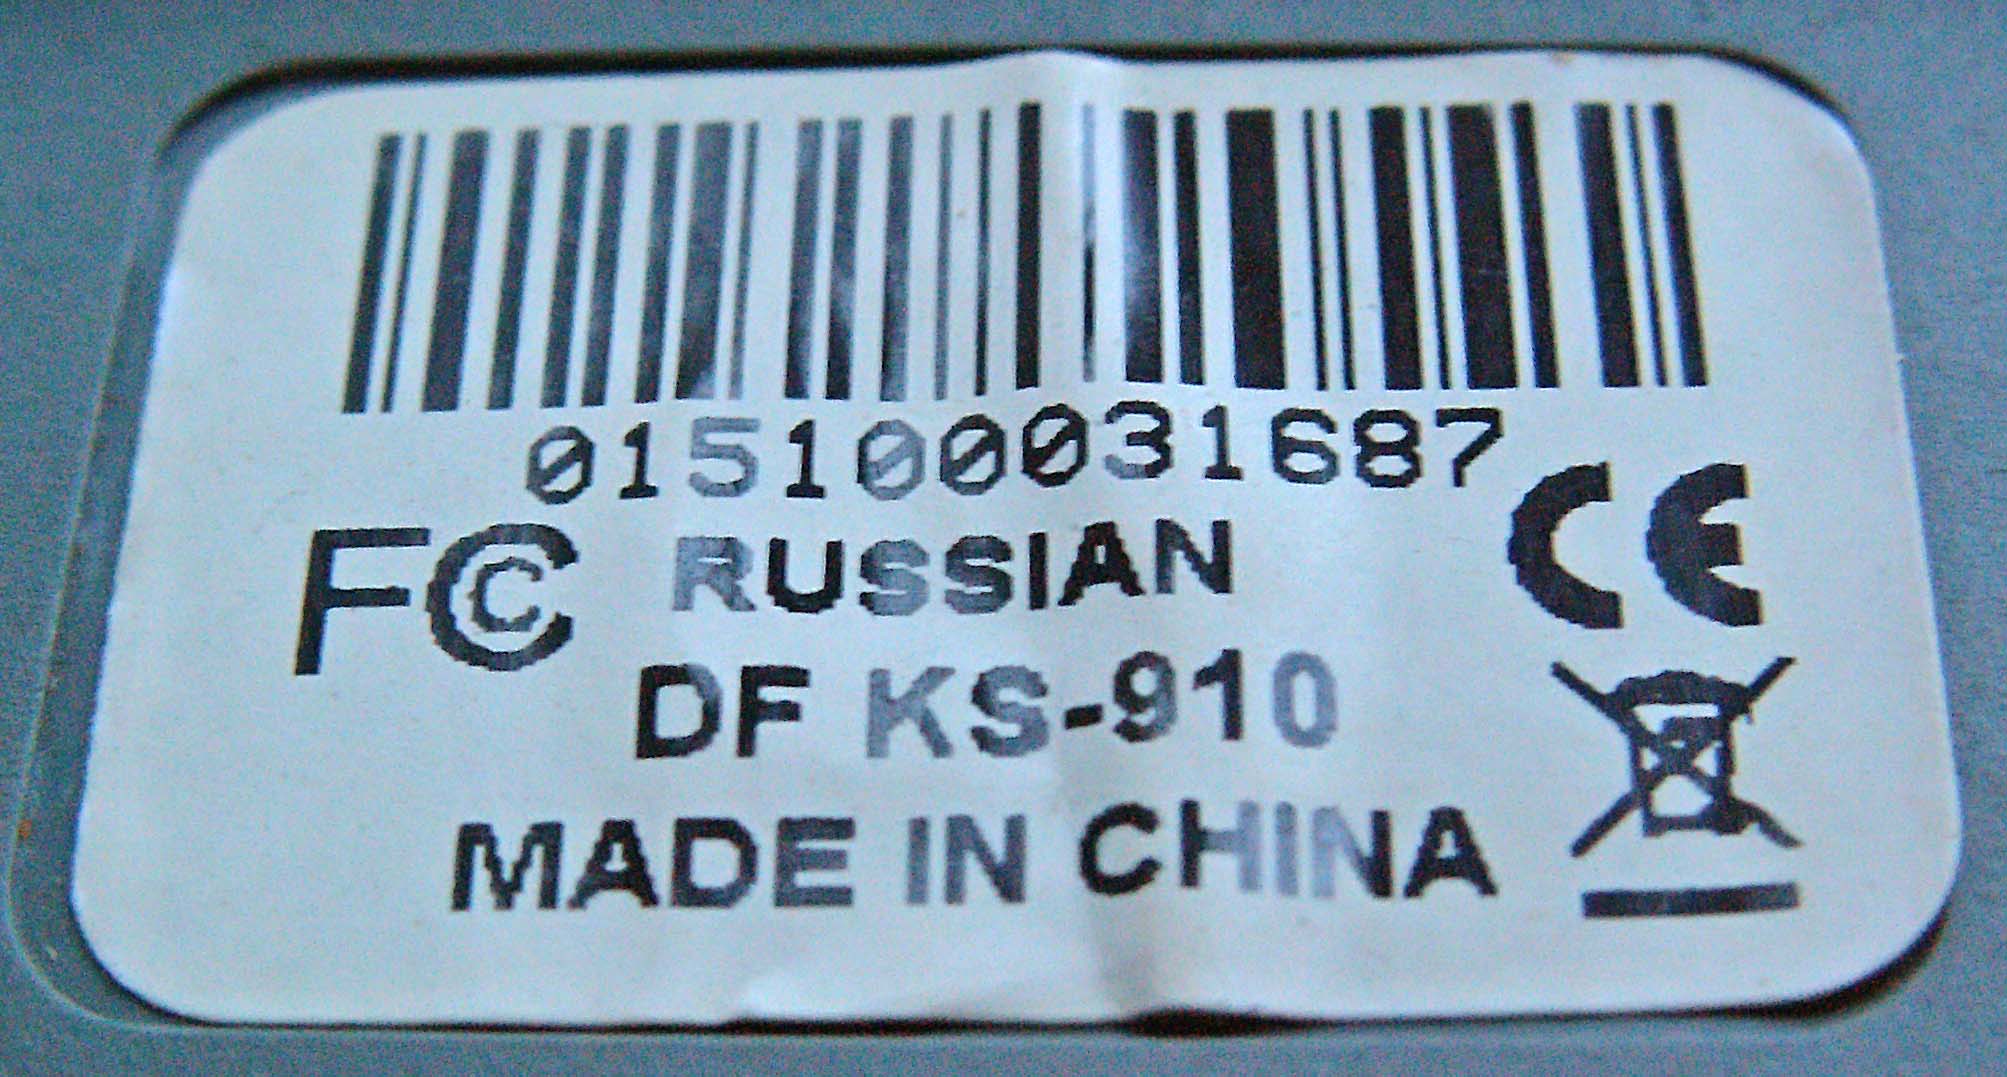 015100031687
FC RUSSIAN CE
DF KS-910
MADE IN CHINA